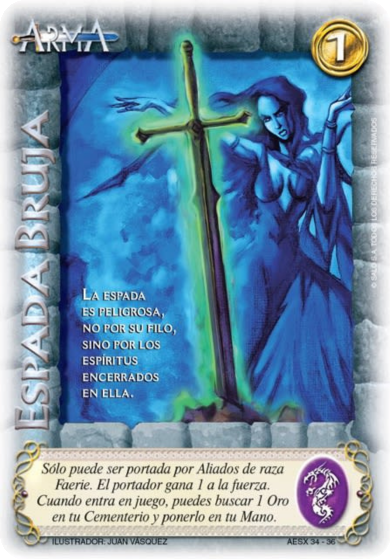 ARMA
1
ESPADA BRUJA
LA ESPADA
ES PELIGROSA,
NO POR SU FILO,
SINO POR LOS
ESPÍRITUS
ENCERRADOS
EN ELLA.
Sólo puede ser portada por Aliados de raza
Faerie. El portador gana 1 a la fuerza.
Cuando entra en juego, puedes buscar 1 Oro
en tu Cementerio y ponerlo en tu Mano.
ILUSTRADOR: JUAN VASQUEZ
AESX 34 - 36